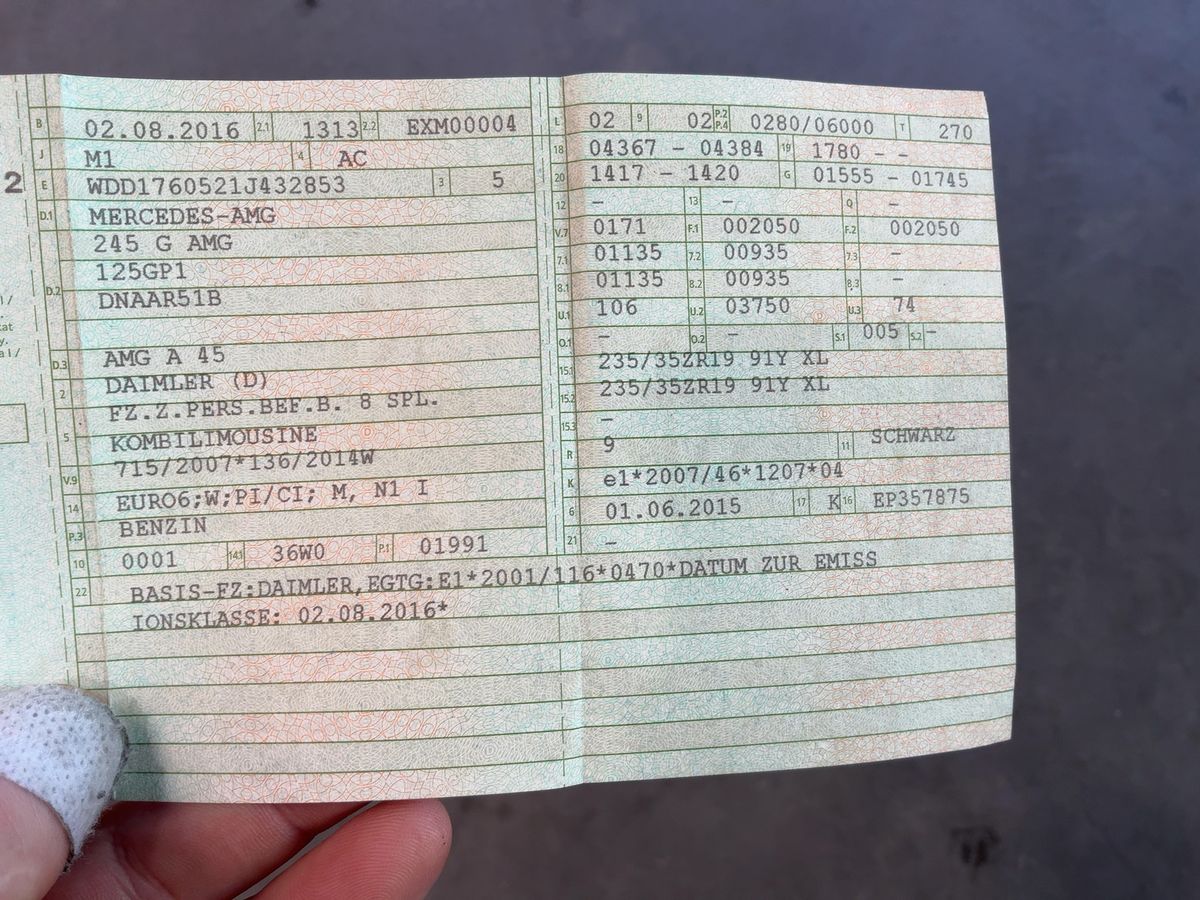 B 02.08.2016 2.1 1313 2.2 EXM00004
J M1 4 AC
2 E WDD1760521J432853 3 5
D.1 MERCEDES-AMG
245 G AMG
D.2 125GP1
DNAAR51B
D.3 AMG A 45
2 DAIMLER (D)
FZ.Z.PERS.BEF.B. 8 SPL.
5 KOMBILIMOUSINE
V.9 715/2007*136/2014W
14 EURO6;W;PI/CI; M, N1 I
P.3 BENZIN
10 0001 14.1 36W0 P.1 01991
L 02 9 02 P.2 P.4 0280/06000 T 270
18 04367 - 04384 19 1780 - -
20 1417 - 1420 G 01555 - 01745
12 - 13 - Q -
V.7 0171 F.1 002050 F.2 002050
7.1 01135 7.2 00935 7.3 -
8.1 01135 8.2 00935 8.3 -
U.1 106 U.2 03750 U.3 74
O.1 - O.2 - S.1 005 S.2 -
15.1 235/35ZR19 91Y XL
15.2 235/35ZR19 91Y XL
15.3 -
R 9 11 SCHWARZ
K e1*2007/46*1207*04
6 01.06.2015 17 K 16 EP357875
21 -
22 BASIS-FZ:DAIMLER,EGTG:E1*2001/116*0470*DATUM ZUR EMISS
IONSKLASSE: 02.08.2016*